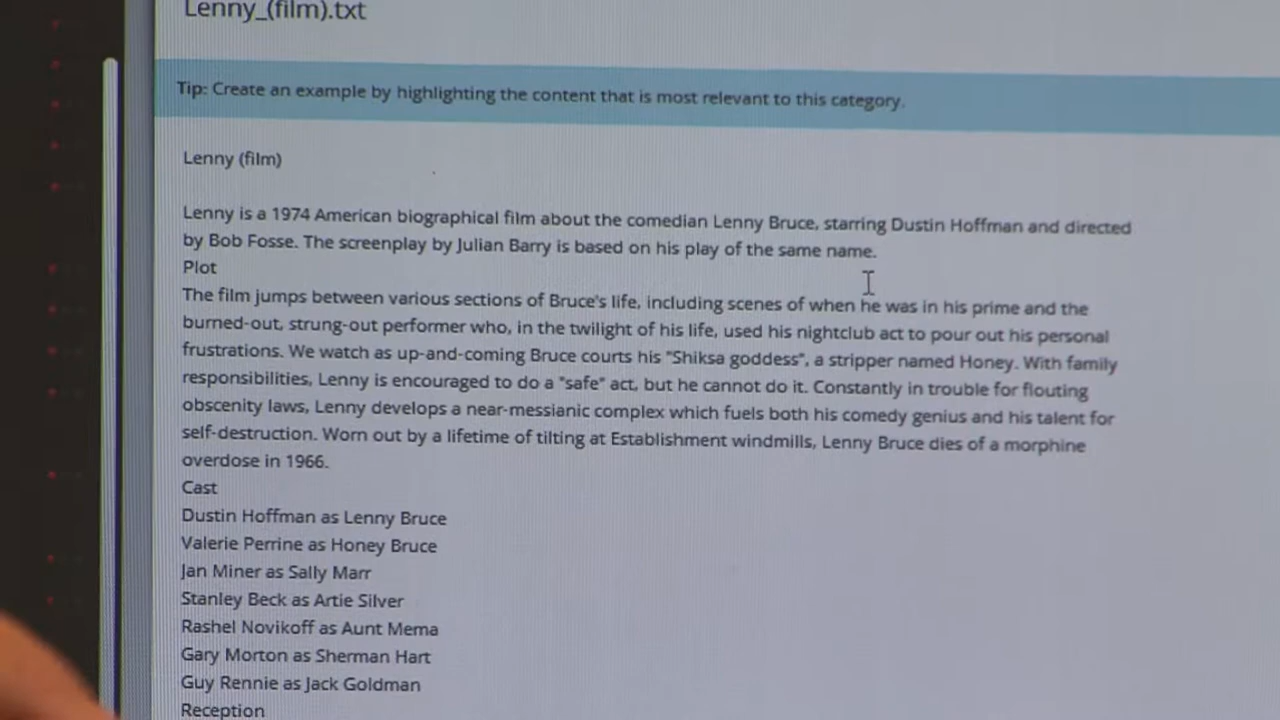 Lenny_(film).txt
Tip: Create an example by highlighting the content that is most relevant to this category.
Lenny (film)
Lenny is a 1974 American biographical film about the comedian Lenny Bruce, starring Dustin Hoffman and directed
by Bob Fosse. The screenplay by Julian Barry is based on his play of the same name.
Plot
The film jumps between various sections of Bruce's life, including scenes of when he was in his prime and the
burned-out, strung-out performer who, in the twilight of his life, used his nightclub act to pour out his personal
frustrations. We watch as up-and-coming Bruce courts his "Shiksa goddess", a stripper named Honey. With family
responsibilities, Lenny is encouraged to do a "safe" act, but he cannot do it. Constantly in trouble for flouting
obscenity laws, Lenny develops a near-messianic complex which fuels both his comedy genius and his talent for
self-destruction. Worn out by a lifetime of tilting at Establishment windmills, Lenny Bruce dies of a morphine
overdose in 1966.
Cast
Dustin Hoffman as Lenny Bruce
Valerie Perrine as Honey Bruce
Jan Miner as Sally Marr
Stanley Beck as Artie Silver
Rashel Novikoff as Aunt Mema
Gary Morton as Sherman Hart
Guy Rennie as Jack Goldman
Reception